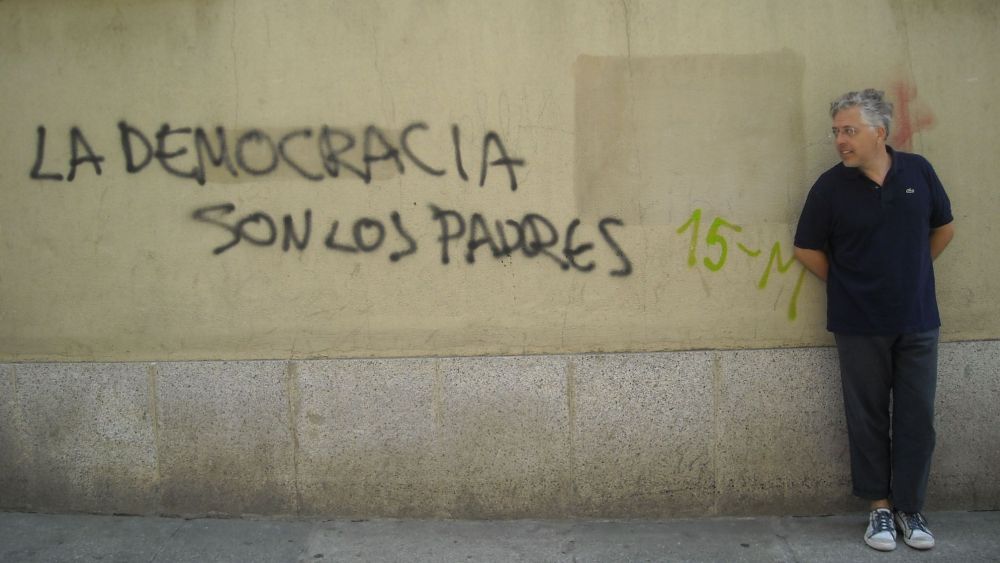 LA DEMOCRACIA
SON LOS PADRES
15-M